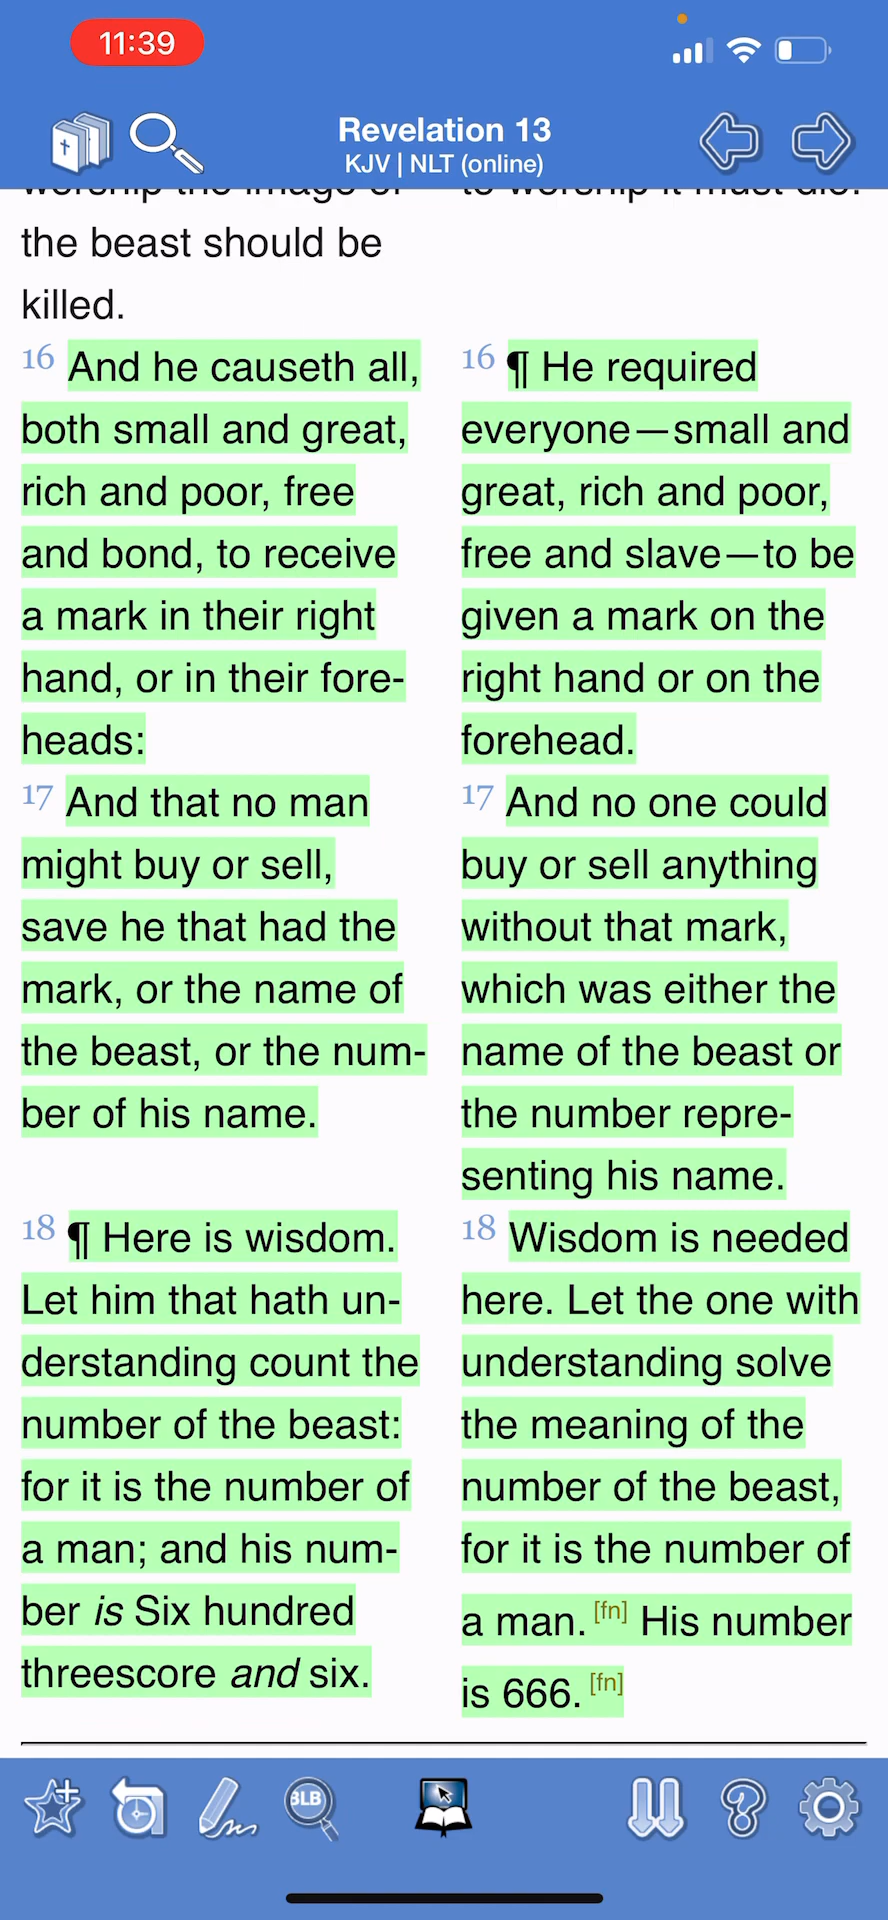 11:39
Revelation 13
KJV | NLT (online)
worship the image of
the beast should be
killed.
16 And he causeth all,
both small and great,
rich and poor, free
and bond, to receive
a mark in their right
hand, or in their fore-
heads:
17 And that no man
might buy or sell,
save he that had the
mark, or the name of
the beast, or the num-
ber of his name.
18 ¶ Here is wisdom.
Let him that hath un-
derstanding count the
number of the beast:
for it is the number of
a man; and his num-
ber is Six hundred
threescore and six.
to worship it must die.
16 ¶ He required
everyone—small and
great, rich and poor,
free and slave—to be
given a mark on the
right hand or on the
forehead.
17 And no one could
buy or sell anything
without that mark,
which was either the
name of the beast or
the number repre-
senting his name.
18 Wisdom is needed
here. Let the one with
understanding solve
the meaning of the
number of the beast,
for it is the number of
a man. [fn] His number
is 666. [fn]
BLB